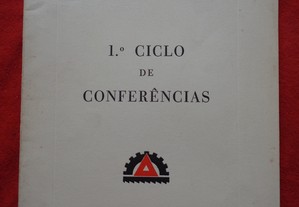 1.º CICLO
DE
CONFERÊNCIAS